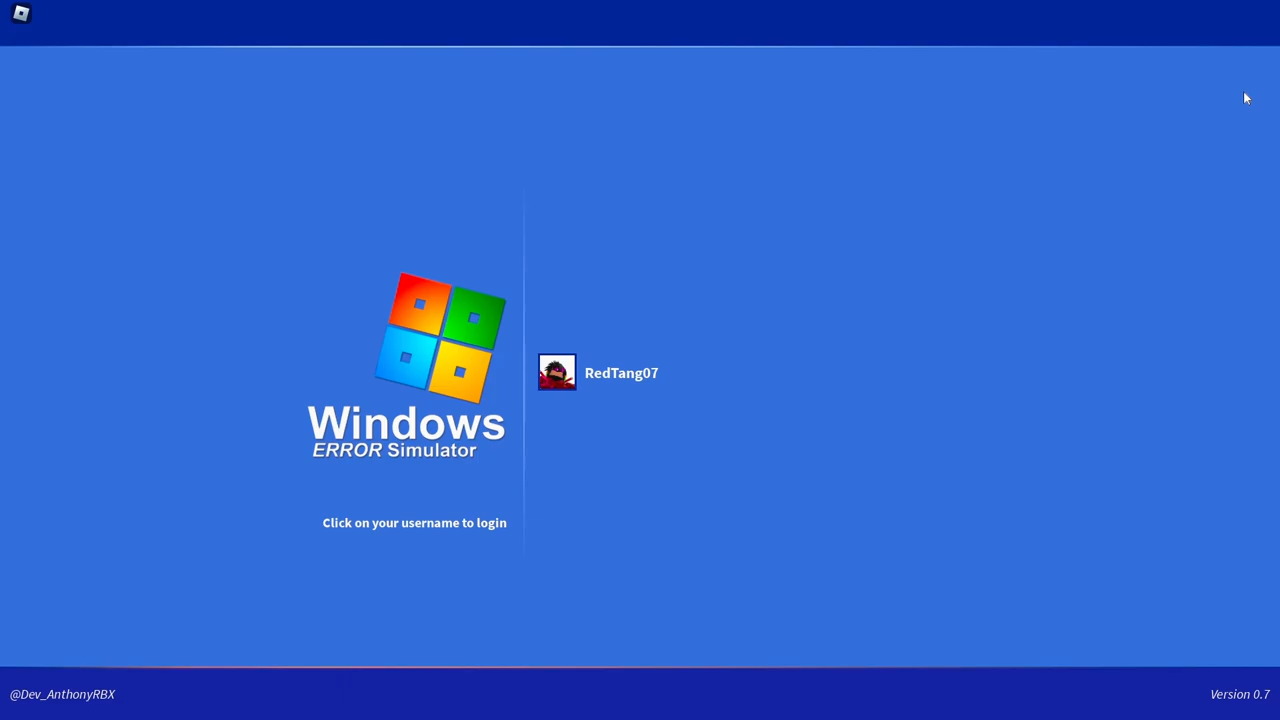 Windows
ERROR Simulator
Click on your username to login
RedTang07
@Dev_AnthonyRBX
Version 0.7